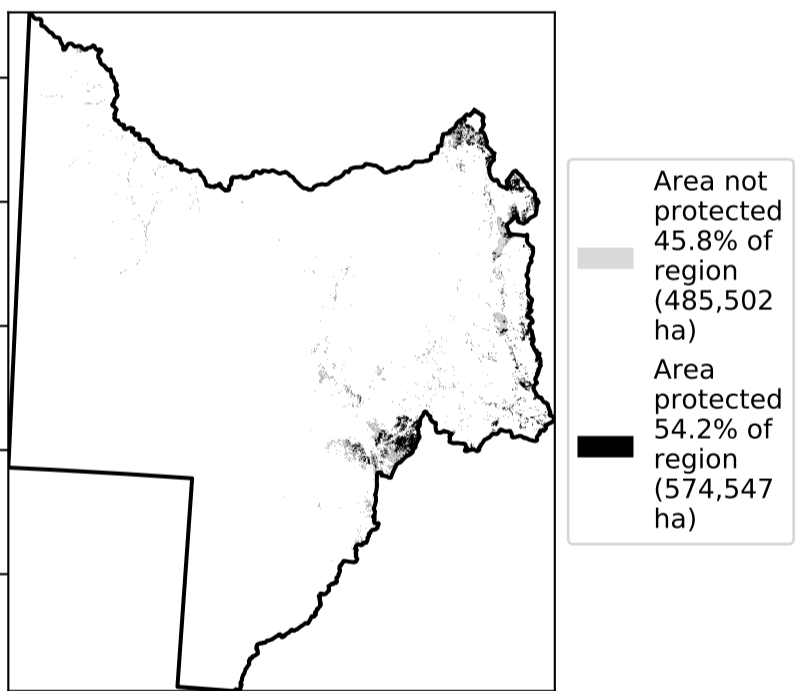 Area not
protected
45.8% of
region
(485,502
ha)
Area
protected
54.2% of
region
(574,547
ha)